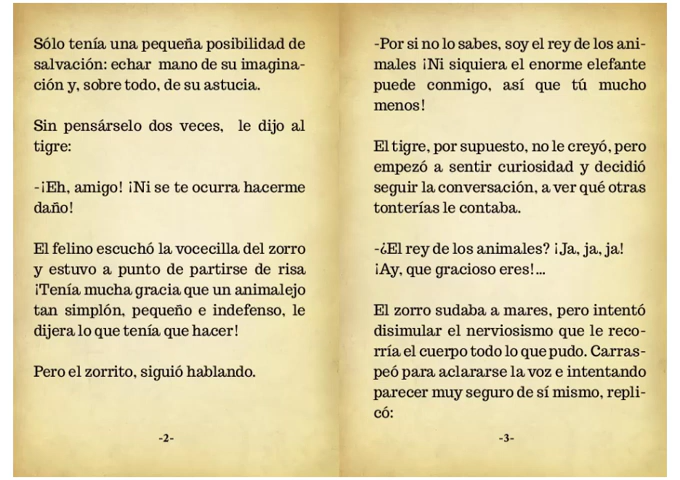 Sólo tenía una pequeña posibilidad de
salvación: echar mano de su imagina-
ción y, sobre todo, de su astucia.
Sin pensárselo dos veces, le dijo al
tigre:
-¡Eh, amigo! ¡Ni se te ocurra hacerme
daño!
El felino escuchó la vocecilla del zorro
y estuvo a punto de partirse de risa
¡Tenía mucha gracia que un animalejo
tan simplón, pequeño e indefenso, le
dijera lo que tenía que hacer!
Pero el zorrito, siguió hablando.
-2-
-Por si no lo sabes, soy el rey de los ani-
males ¡Ni siquiera el enorme elefante
puede conmigo, así que tú mucho
menos!
El tigre, por supuesto, no le creyó, pero
empezó a sentir curiosidad y decidió
seguir la conversación, a ver qué otras
tonterías le contaba.
-¿El rey de los animales? ¡Ja, ja, ja!
¡Ay, que gracioso eres!...
El zorro sudaba a mares, pero intentó
disimular el nerviosismo que le reco-
rría el cuerpo todo lo que pudo. Carras-
peó para aclararse la voz e intentando
parecer muy seguro de sí mismo, repli-
có:
-3-